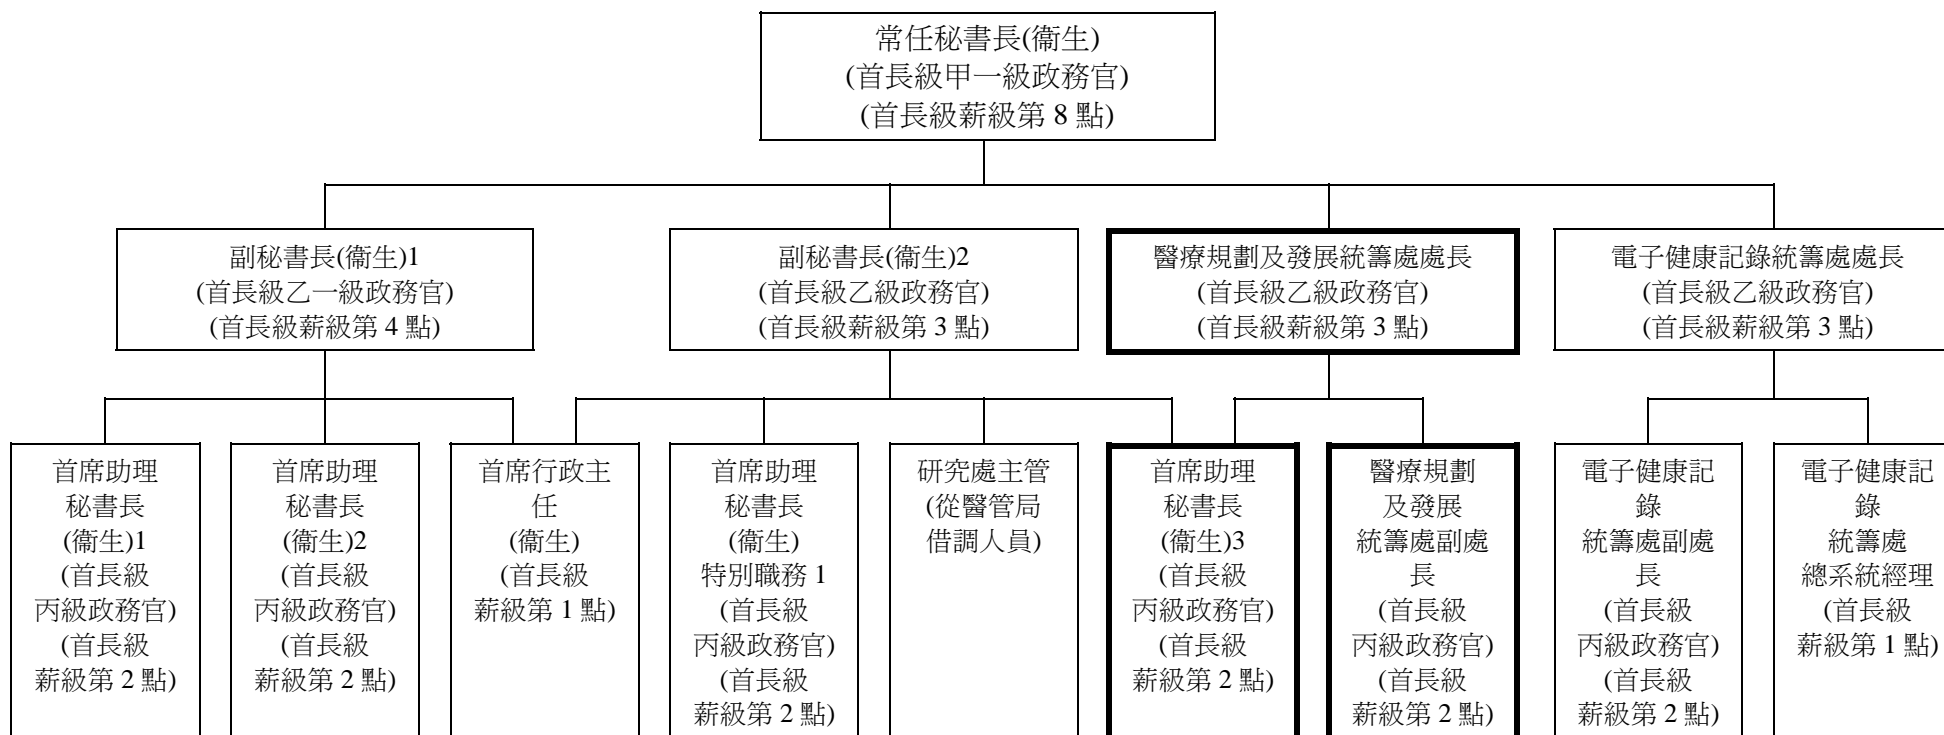 常任秘書長(衞生)
(首長級甲一級政務官)
(首長級薪級第 8 點)
副秘書長(衞生)1
(首長級乙一級政務官)
(首長級薪級第 4 點)
副秘書長(衞生)2
(首長級乙級政務官)
(首長級薪級第 3 點)
醫療規劃及發展統籌處處長
(首長級乙級政務官)
(首長級薪級第 3 點)
電子健康記錄統籌處處長
(首長級乙級政務官)
(首長級薪級第 3 點)
首席助理
秘書長
(衞生)1
(首長級
丙級政務官)
(首長級
薪級第 2 點)
首席助理
秘書長
(衞生)2
(首長級
丙級政務官)
(首長級
薪級第 2 點)
首席行政主
任
(衞生)
(首長級
薪級第 1 點)
首席助理
秘書長
(衞生)
特別職務 1
(首長級
丙級政務官)
(首長級
薪級第 2 點)
研究處主管
(從醫管局
借調人員)
首席助理
秘書長
(衞生)3
(首長級
丙級政務官)
(首長級
薪級第 2 點)
醫療規劃
及發展
統籌處副處
長
(首長級
丙級政務官)
(首長級
薪級第 2 點)
電子健康記
錄
統籌處副處
長
(首長級
丙級政務官)
(首長級
薪級第 2 點)
電子健康記
錄
統籌處
總系統經理
(首長級
薪級第 1 點)